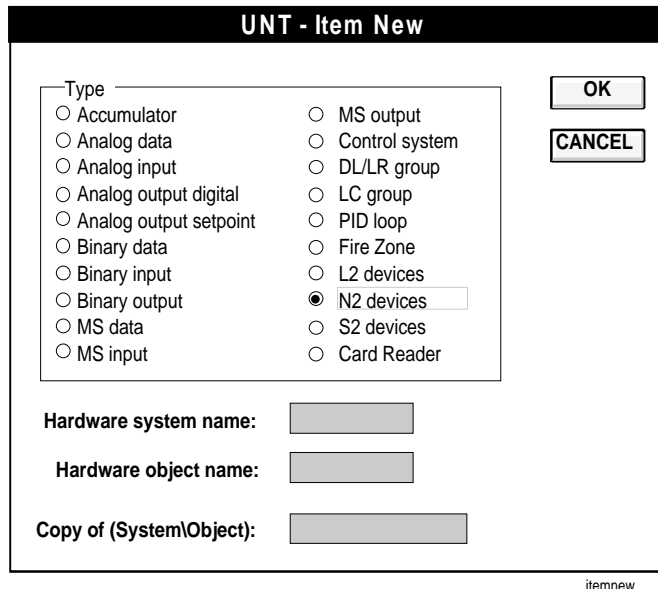 UNT - Item New
Type
Accumulator
Analog data
Analog input
Analog output digital
Analog output setpoint
Binary data
Binary input
Binary output
MS data
MS input
MS output
Control system
DL/LR group
LC group
PID loop
Fire Zone
L2 devices
N2 devices
S2 devices
Card Reader
OK
CANCEL
Hardware system name:
Hardware object name:
Copy of (System\Object):
itemnew